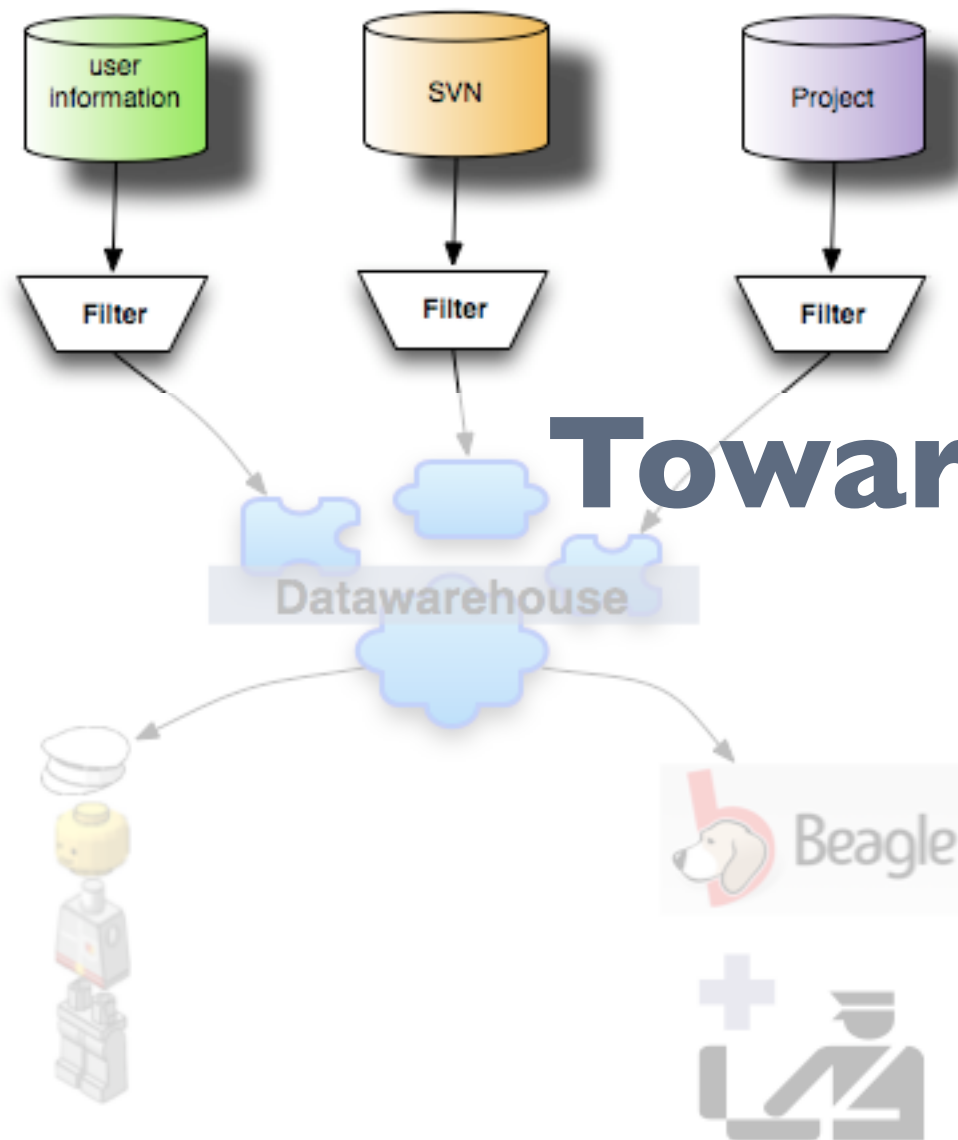 user
information
SVN
Project
Filter
Filter
Filter
Towar
Datawarehouse
Beagle